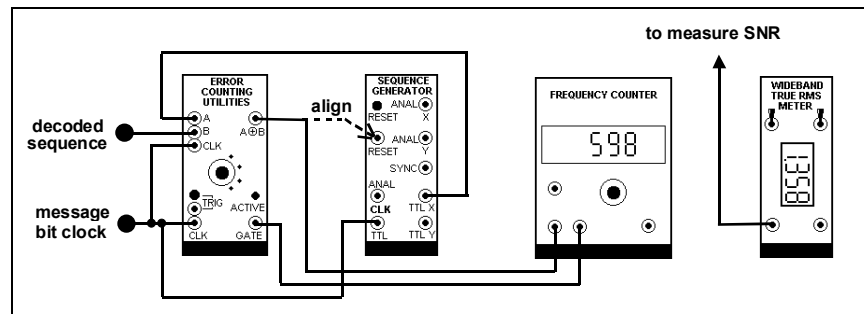 to measure SNR
ERROR
COUNTING
UTILITIES
A
B
CLK
A⊕B
TRIG
ACTIVE
CLK
GATE
decoded
sequence
message
bit clock
align
SEQUENCE
GENERATOR
ANAL
X
RESET
ANAL
Y
RESET
SYNC
ANAL
CLK
TTL X
TTL
TTL Y
FREQUENCY COUNTER
598
WIDEBAND
TRUE RMS
METER